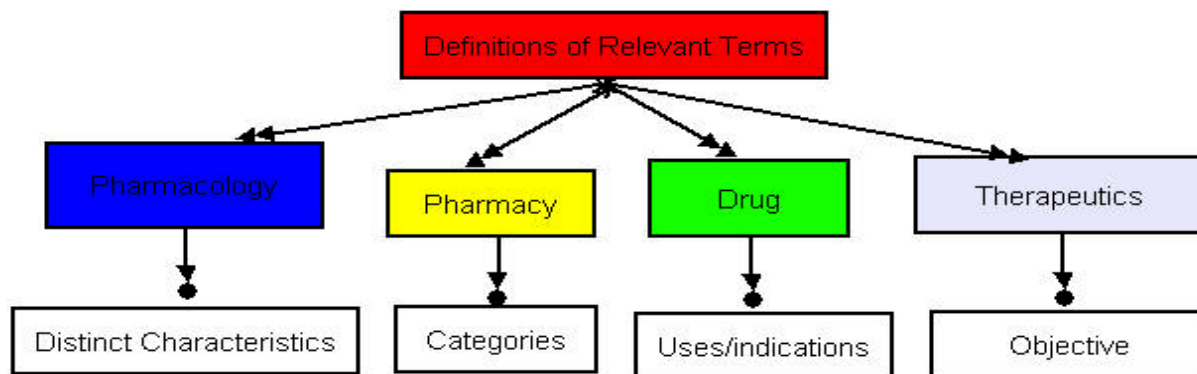 Definitions of Relevant Terms
Pharmacology
Pharmacy
Drug
Therapeutics
Distinct Characteristics
Categories
Uses/indications
Objective